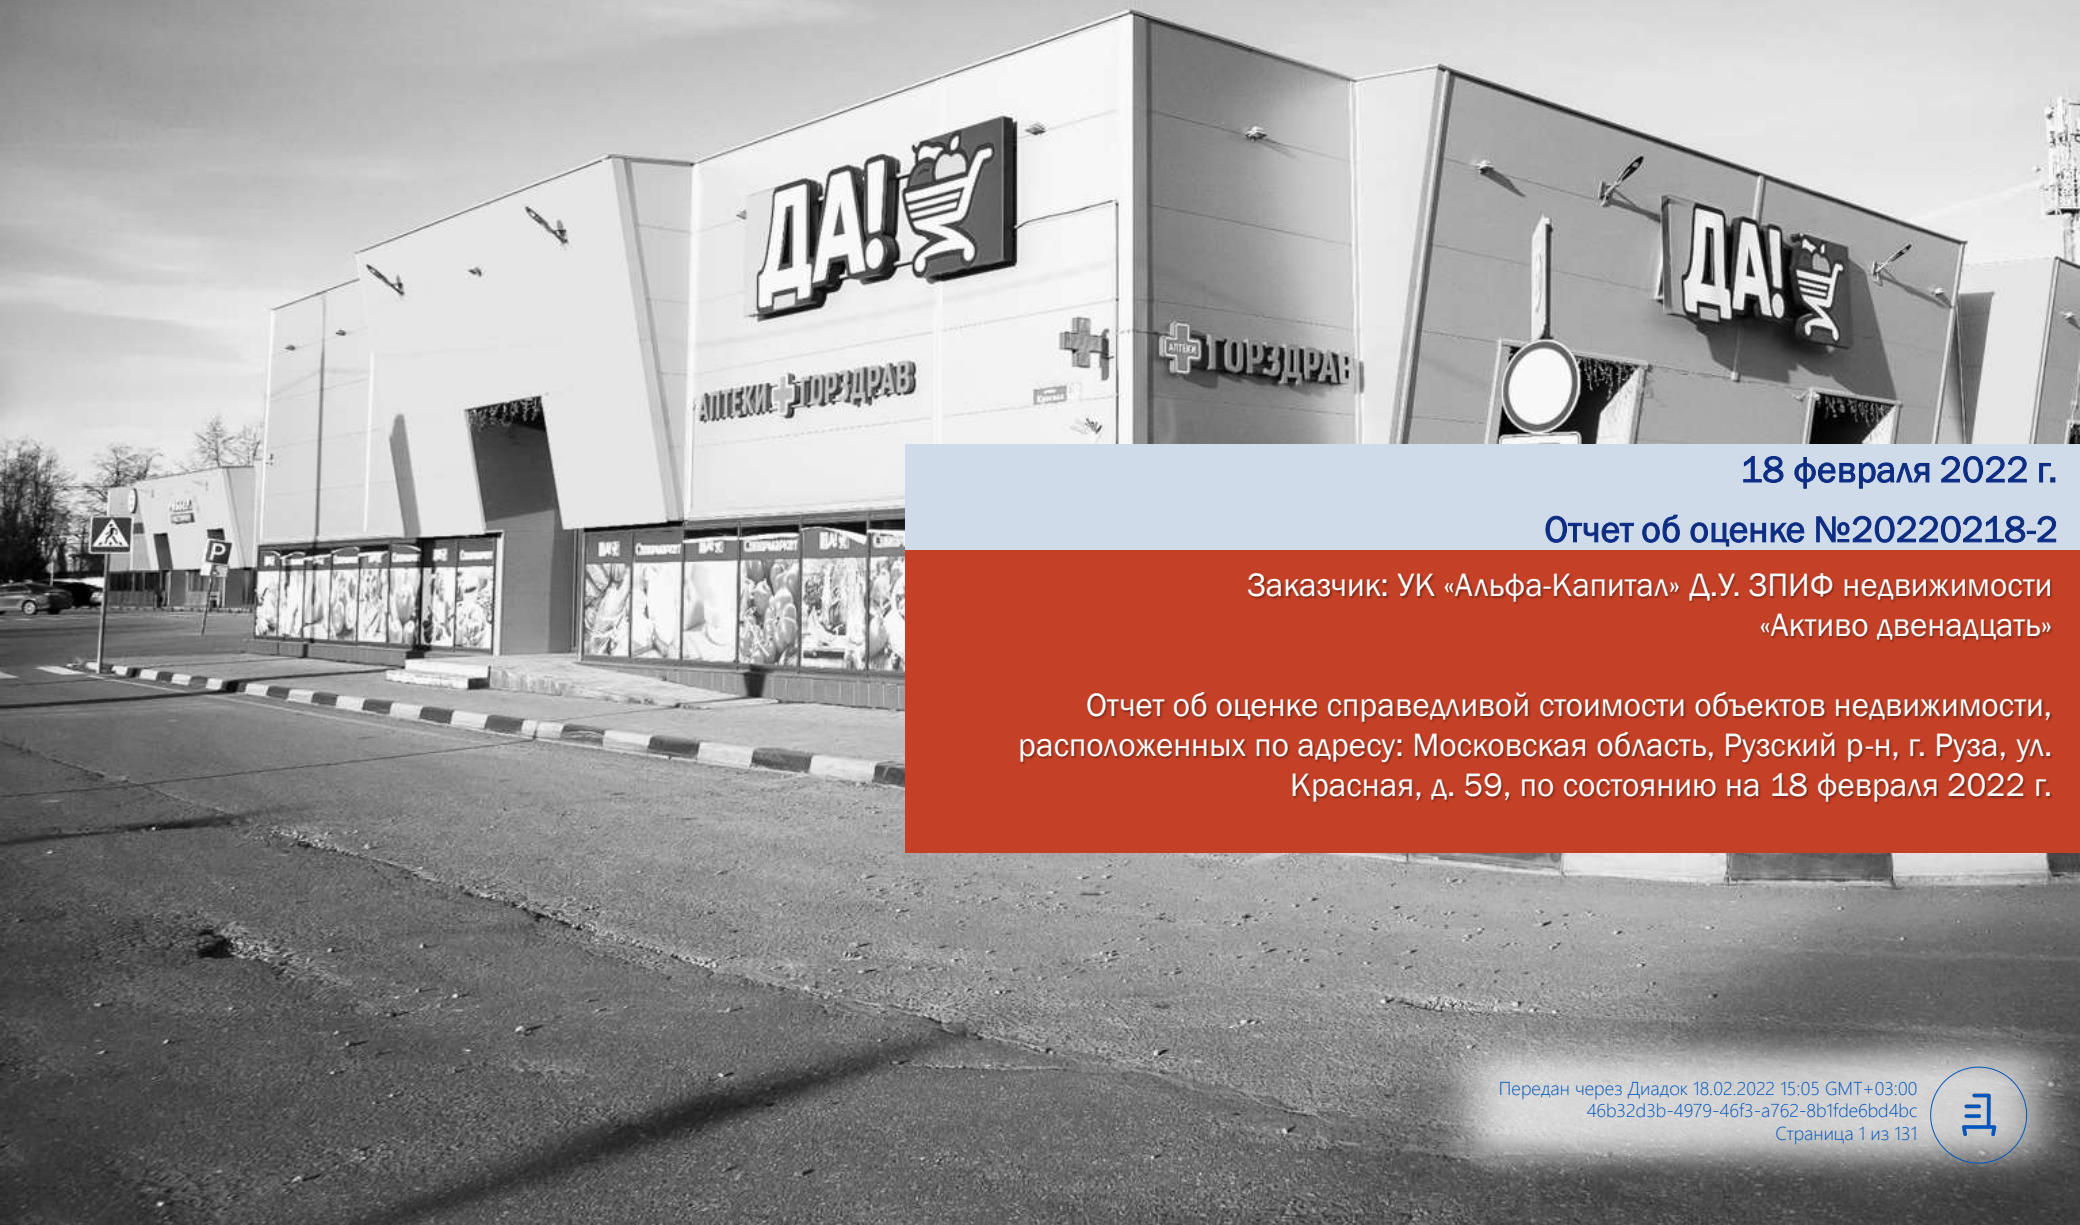 ДА!
ДА!
АПТЕКИ ГОРЗДРАВ
АПТЕКИ
ГОРЗДРАВ
Красная
P
18 февраля 2022 г.
Отчет об оценке №20220218-2
Заказчик: УК «Альфа-Капитал» Д.У. ЗПИФ недвижимости
«Активо двенадцать»
Отчет об оценке справедливой стоимости объектов недвижимости,
расположенных по адресу: Московская область, Рузский р-н, г. Руза, ул.
Красная, д. 59, по состоянию на 18 февраля 2022 г.
Передан через Диадок 18.02.2022 15:05 GMT+03:00
46b32d3b-4979-46f3-a762-8b1fde6bd4bc
Страница 1 из 131